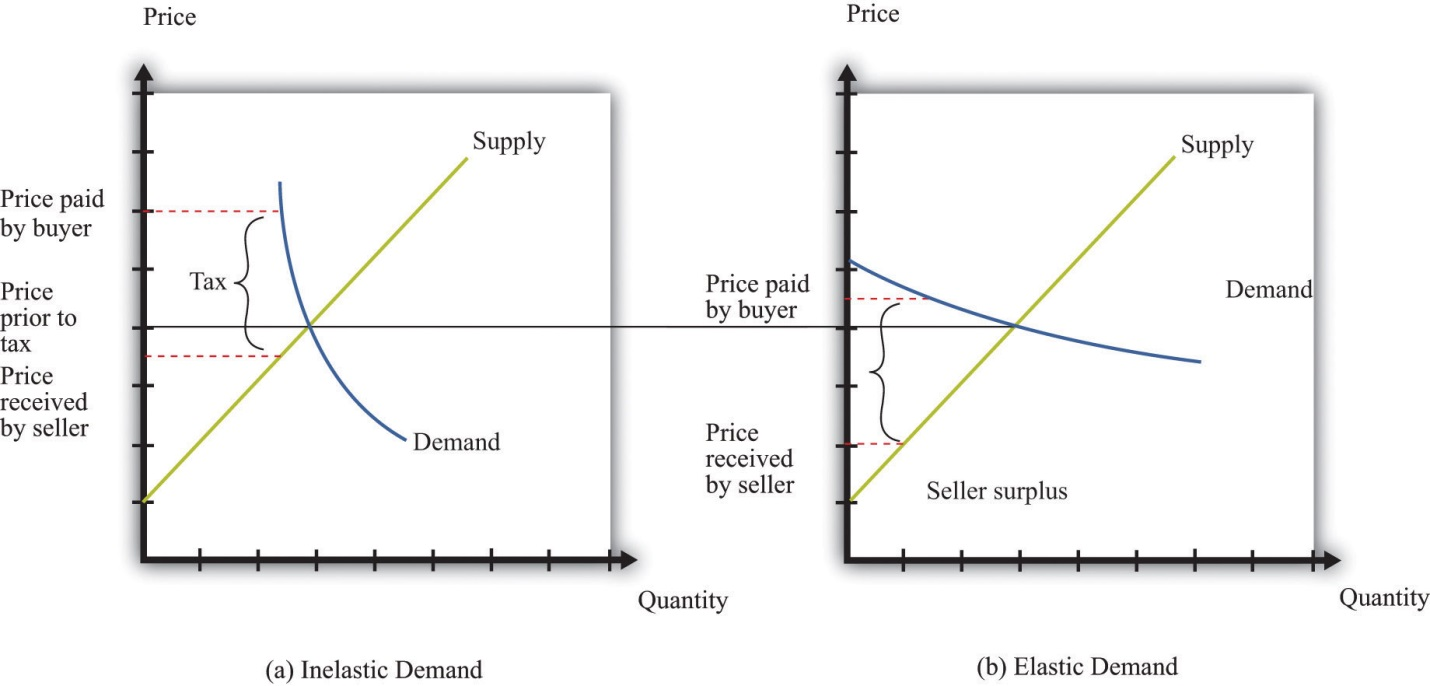 Price
Supply
Price paid
by buyer
Tax
Price
prior to
tax
Price
received
by seller
Demand
Quantity
(a) Inelastic Demand
Price
Supply
Price paid
by buyer
Demand
Price
received
by seller
Seller surplus
Quantity
(b) Elastic Demand